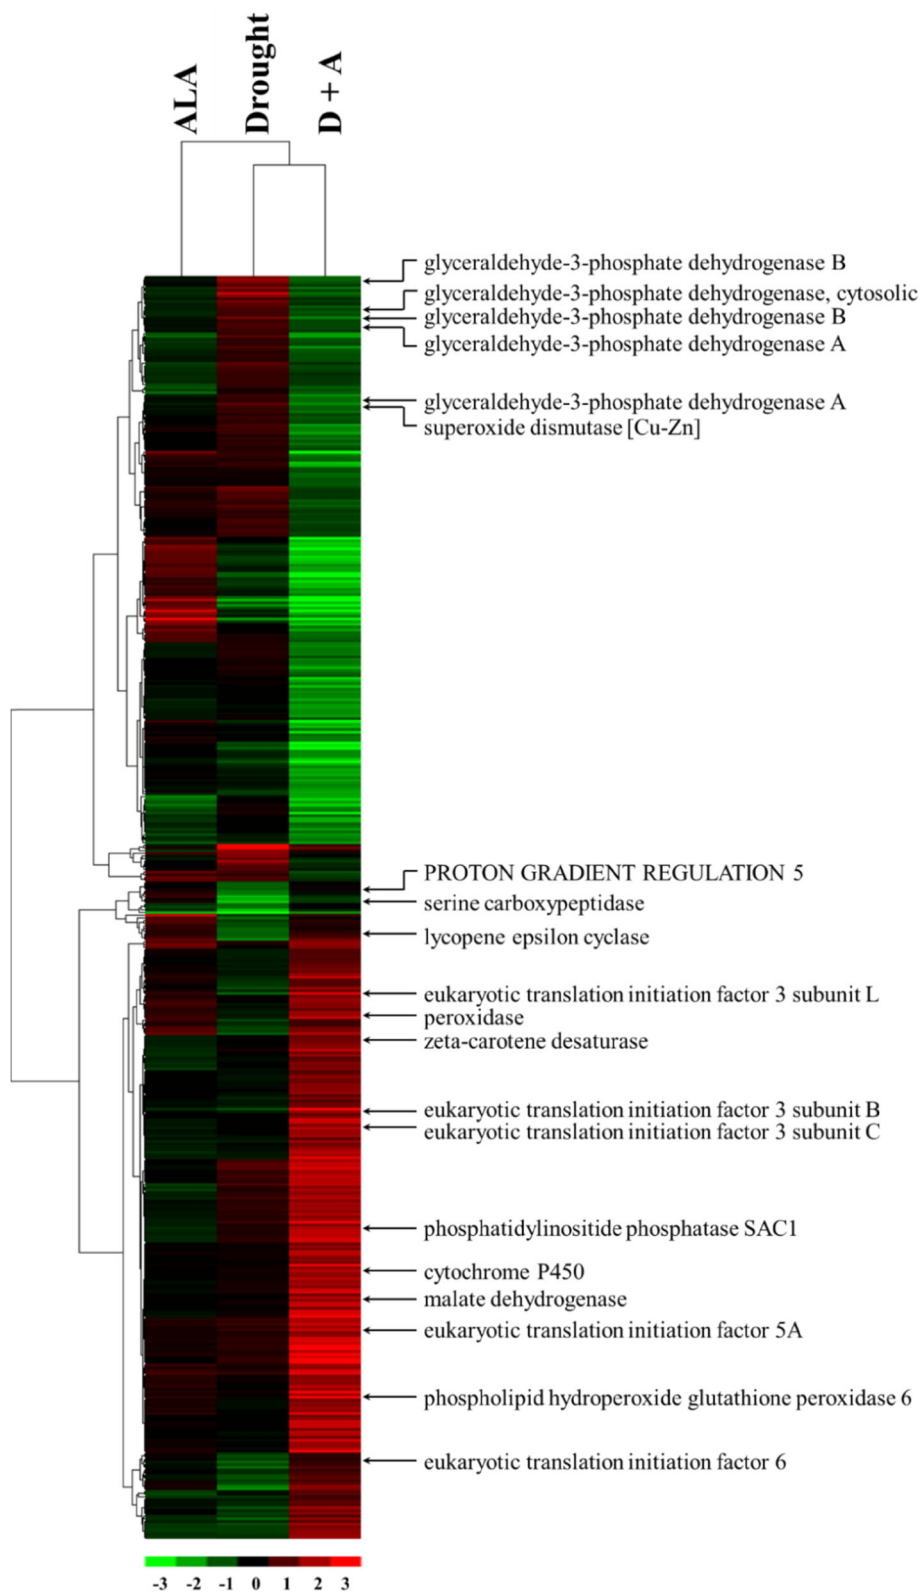 ALA
Drought
D + A
glyceraldehyde-3-phosphate dehydrogenase B
glyceraldehyde-3-phosphate dehydrogenase, cytosolic
glyceraldehyde-3-phosphate dehydrogenase B
glyceraldehyde-3-phosphate dehydrogenase A
glyceraldehyde-3-phosphate dehydrogenase A
superoxide dismutase [Cu-Zn]
PROTON GRADIENT REGULATION 5
serine carboxypeptidase
lycopene epsilon cyclase
eukaryotic translation initiation factor 3 subunit L
peroxidase
zeta-carotene desaturase
eukaryotic translation initiation factor 3 subunit B
eukaryotic translation initiation factor 3 subunit C
phosphatidylinositide phosphatase SAC1
cytochrome P450
malate dehydrogenase
eukaryotic translation initiation factor 5A
phospholipid hydroperoxide glutathione peroxidase 6
eukaryotic translation initiation factor 6
-3 -2 -1 0 1 2 3